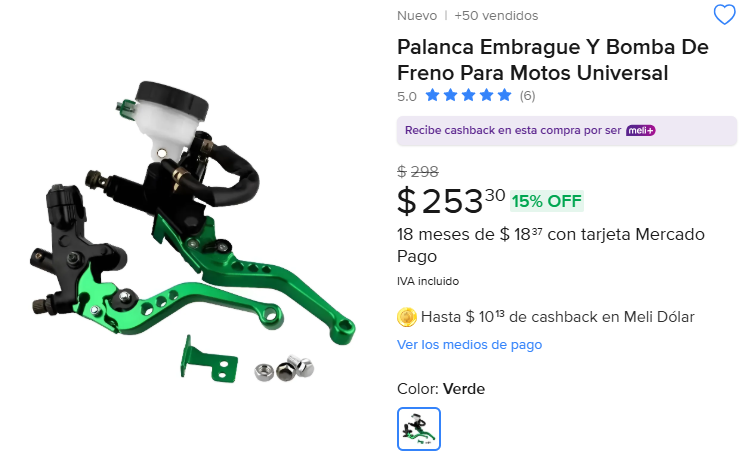 Nuevo | +50 vendidos
Palanca Embrague Y Bomba De
Freno Para Motos Universal
5.0 (6)
Recibe cashback en esta compra por ser meli+
$ 298
$ 253 30 15% OFF
18 meses de $ 18 37 con tarjeta Mercado
Pago
IVA incluido
Hasta $ 10 13 de cashback en Meli Dólar
Ver los medios de pago
Color: Verde